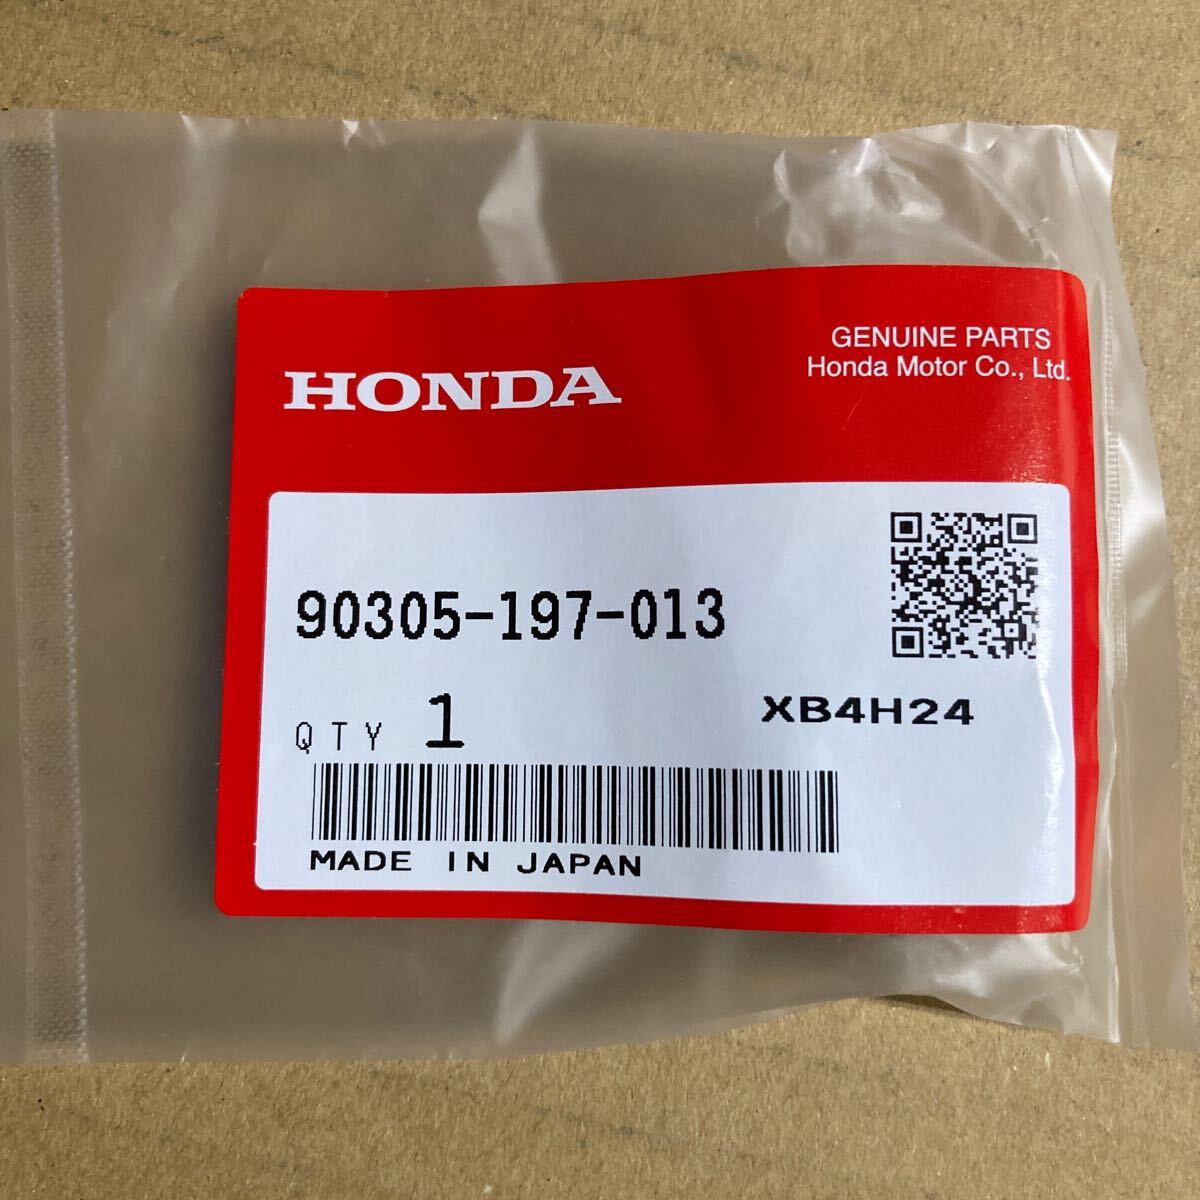 GENUINE PARTS
Honda Motor Co., Ltd.
HONDA
90305-197-013
QTY 1
XB4H24
MADE IN JAPAN